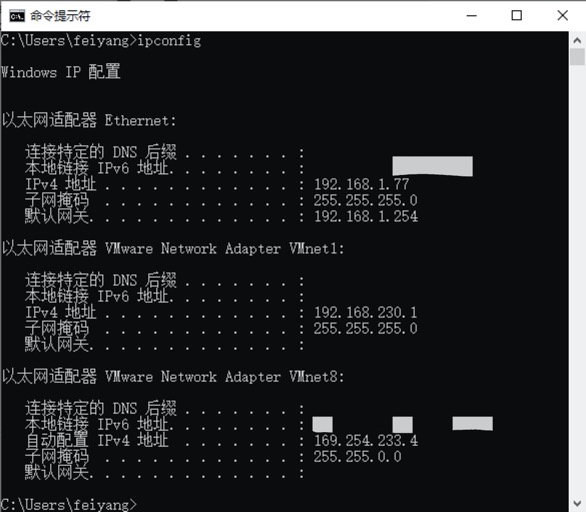 命令提示符
C:\Users\feiyang>ipconfig
Windows IP 配置
以太网适配器 Ethernet:
连接特定的 DNS 后缀 . . . . . . . :
本地链接 IPv6 地址. . . . . . . . :
IPv4 地址 . . . . . . . . . . . . : 192.168.1.77
子网掩码 . . . . . . . . . . . . : 255.255.255.0
默认网关. . . . . . . . . . . . . : 192.168.1.254
以太网适配器 VMware Network Adapter VMnet1:
连接特定的 DNS 后缀 . . . . . . . :
本地链接 IPv6 地址. . . . . . . . :
IPv4 地址 . . . . . . . . . . . . : 192.168.230.1
子网掩码 . . . . . . . . . . . . : 255.255.255.0
默认网关. . . . . . . . . . . . . :
以太网适配器 VMware Network Adapter VMnet8:
连接特定的 DNS 后缀 . . . . . . . :
本地链接 IPv6 地址. . . . . . . . :
自动配置 IPv4 地址 . . . . . . . : 169.254.233.4
子网掩码 . . . . . . . . . . . . : 255.255.0.0
默认网关. . . . . . . . . . . . . :
C:\Users\feiyang>